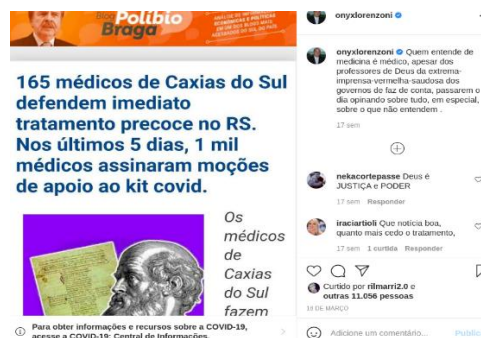 Blog
Políbio
Braga
ANÁLISE DE
ECONÔMICAS E POLÍTICAS
165 médicos de Caxias do Sul
defendem imediato
tratamento precoce no RS.
Nos últimos 5 dias, 1 mil
médicos assinaram moções
de apoio ao kit covid.
Os
médicos
de
Caxias
do Sul
fazem
Para obter informações e recursos sobre a COVID-19,
acesse a COVID-19: Central de Informações.
onyxlorenzoni
onyxlorenzoni Quem entende de
medicina é médico, apesar dos
professores de Deus da extrema-
imprensa-vermelha-saudosa dos
governos de faz de conta, passarem o
dia opinando sobre tudo, em especial,
sobre o que não entendem .
17 sem
nekacortepasse Deus é
JUSTIÇA e PODER
17 sem Responder
iraciartioli Que notícia boa,
quanto mais cedo o tratamento,
17 sem 1 curtida Responder
Curtido por rilmarri2.0 e
outras 11.056 pessoas
19 DE MARÇO
Adicione um comentário... Public